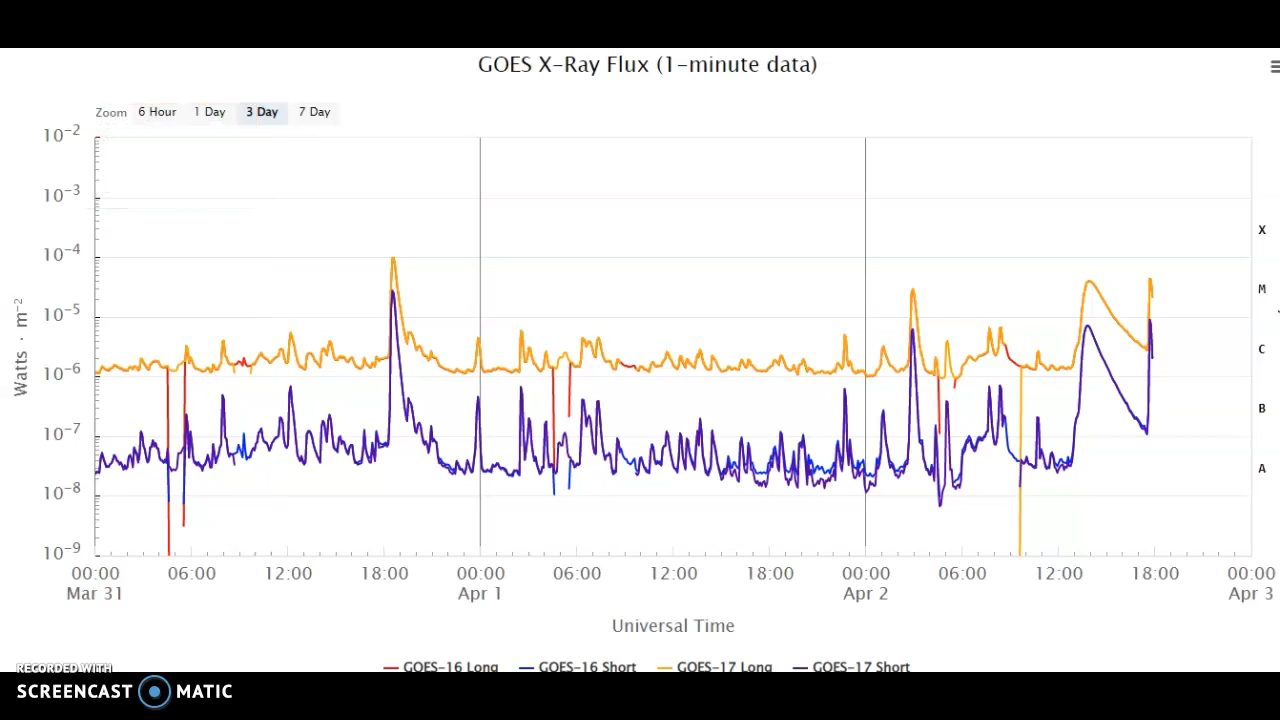 GOES X-Ray Flux (1-minute data)
Zoom 6 Hour 1 Day 3 Day 7 Day
10⁻²
10⁻³
10⁻⁴
10⁻⁵
10⁻⁶
10⁻⁷
10⁻⁸
10⁻⁹
Watts · m⁻²
X
M
C
B
A
00:00 06:00 12:00 18:00 00:00 06:00 12:00 18:00 00:00 06:00 12:00 18:00 00:00
Mar 31 Apr 1 Apr 2 Apr 3
Universal Time
GOES-16 Long GOES-16 Short GOES-17 Long GOES-17 Short
RECORDED WITH
SCREENCAST MATIC